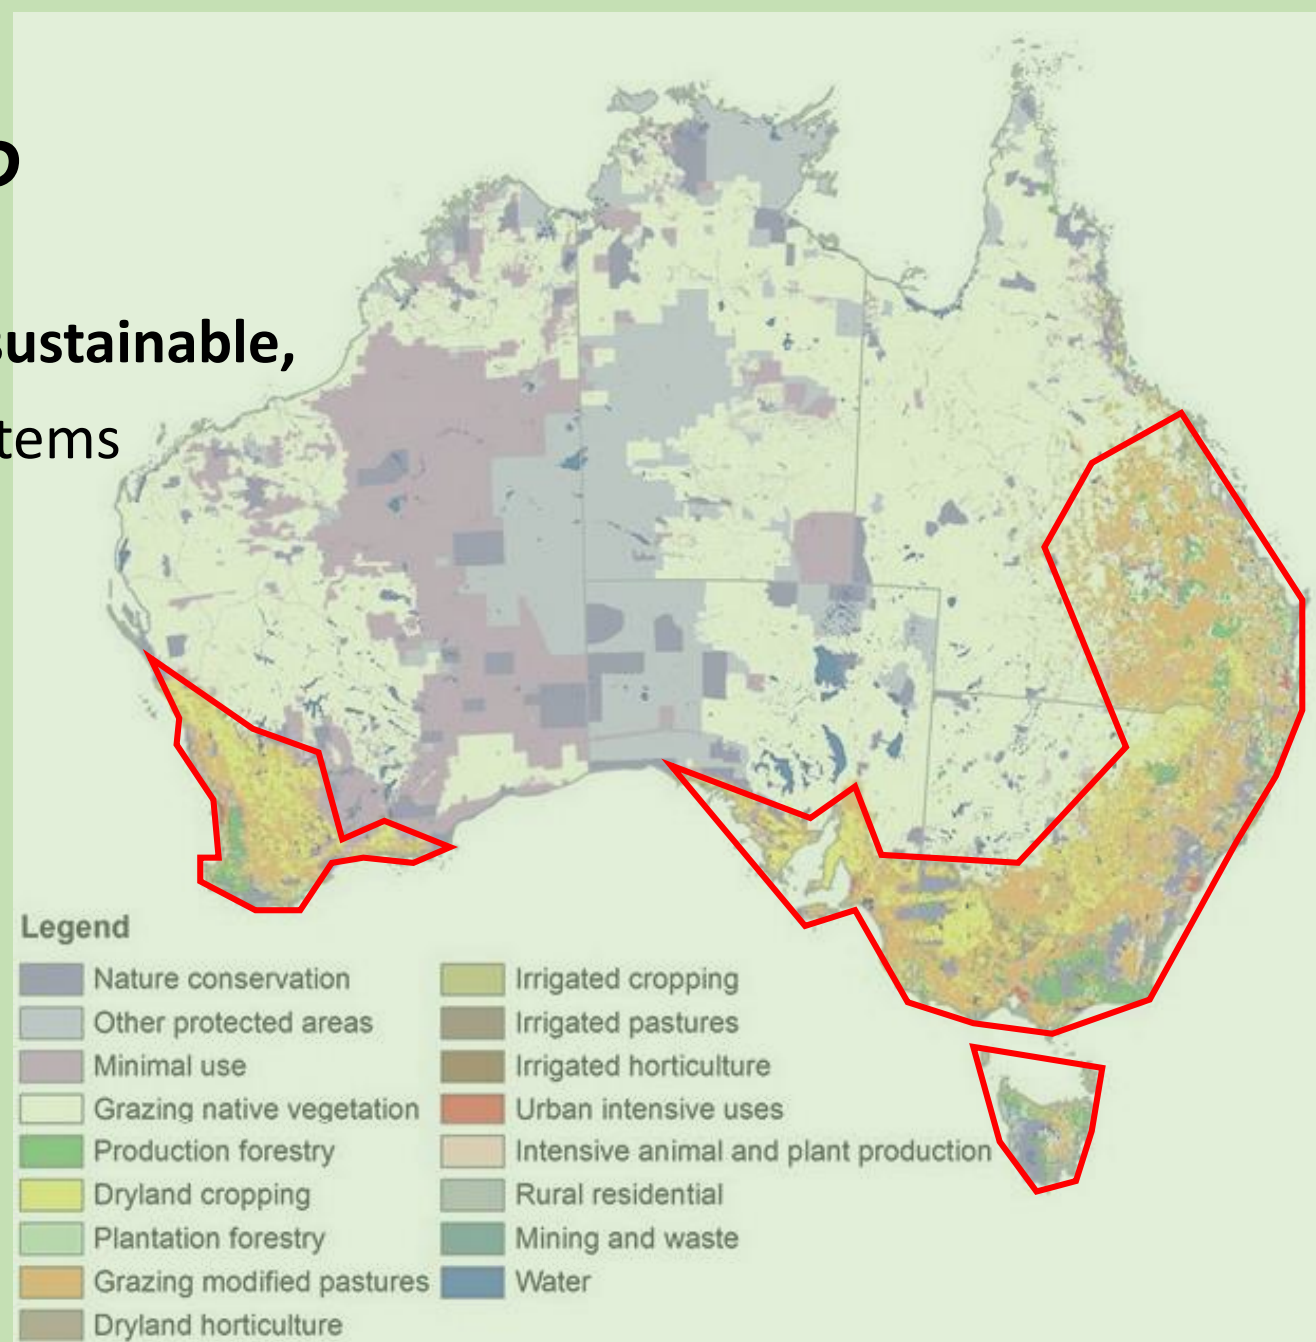 sustainable,
tems
Legend
Nature conservation
Other protected areas
Minimal use
Grazing native vegetation
Production forestry
Dryland cropping
Plantation forestry
Grazing modified pastures
Dryland horticulture
Irrigated cropping
Irrigated pastures
Irrigated horticulture
Urban intensive uses
Intensive animal and plant production
Rural residential
Mining and waste
Water